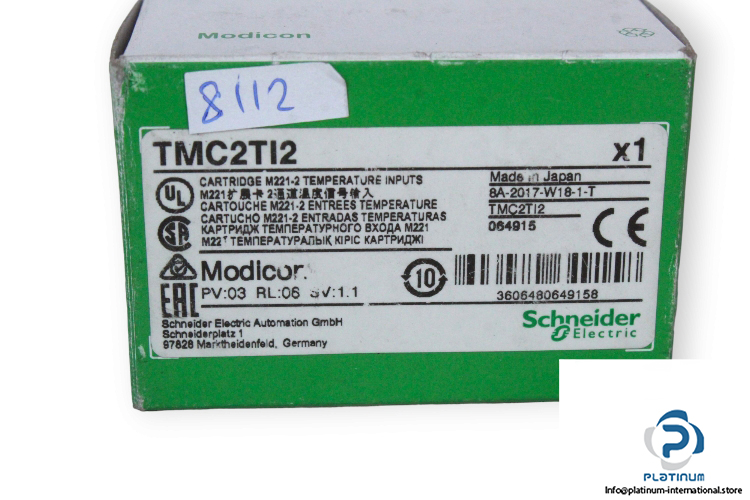 Modicon
8112
TMC2TI2
x1
UL
CARTRIDGE M221-2 TEMPERATURE INPUTS
M221扩展卡 2通道温度信号输入
CARTOUCHE M221-2 ENTREES TEMPERATURE
CARTUCHO M221-2 ENTRADAS TEMPERATURAS
КАРТРИДЖ ТЕМПЕРАТУРНОГО ВХОДА M221
M221 ТЕМПЕРАТУРАЛЫҚ КІРІС КАРТРИДЖІ
Made in Japan
8A-2017-W18-1-T
TMC2TI2
064915
CE
Modicon
PV:03 RL:06 SV:1.1
10
3606480649158
EAC
Schneider Electric Automation GmbH
Schneiderplatz 1
97828 Marktheidenfeld, Germany
Schneider
Electric
PLATINUM
Info@platinum-international.store